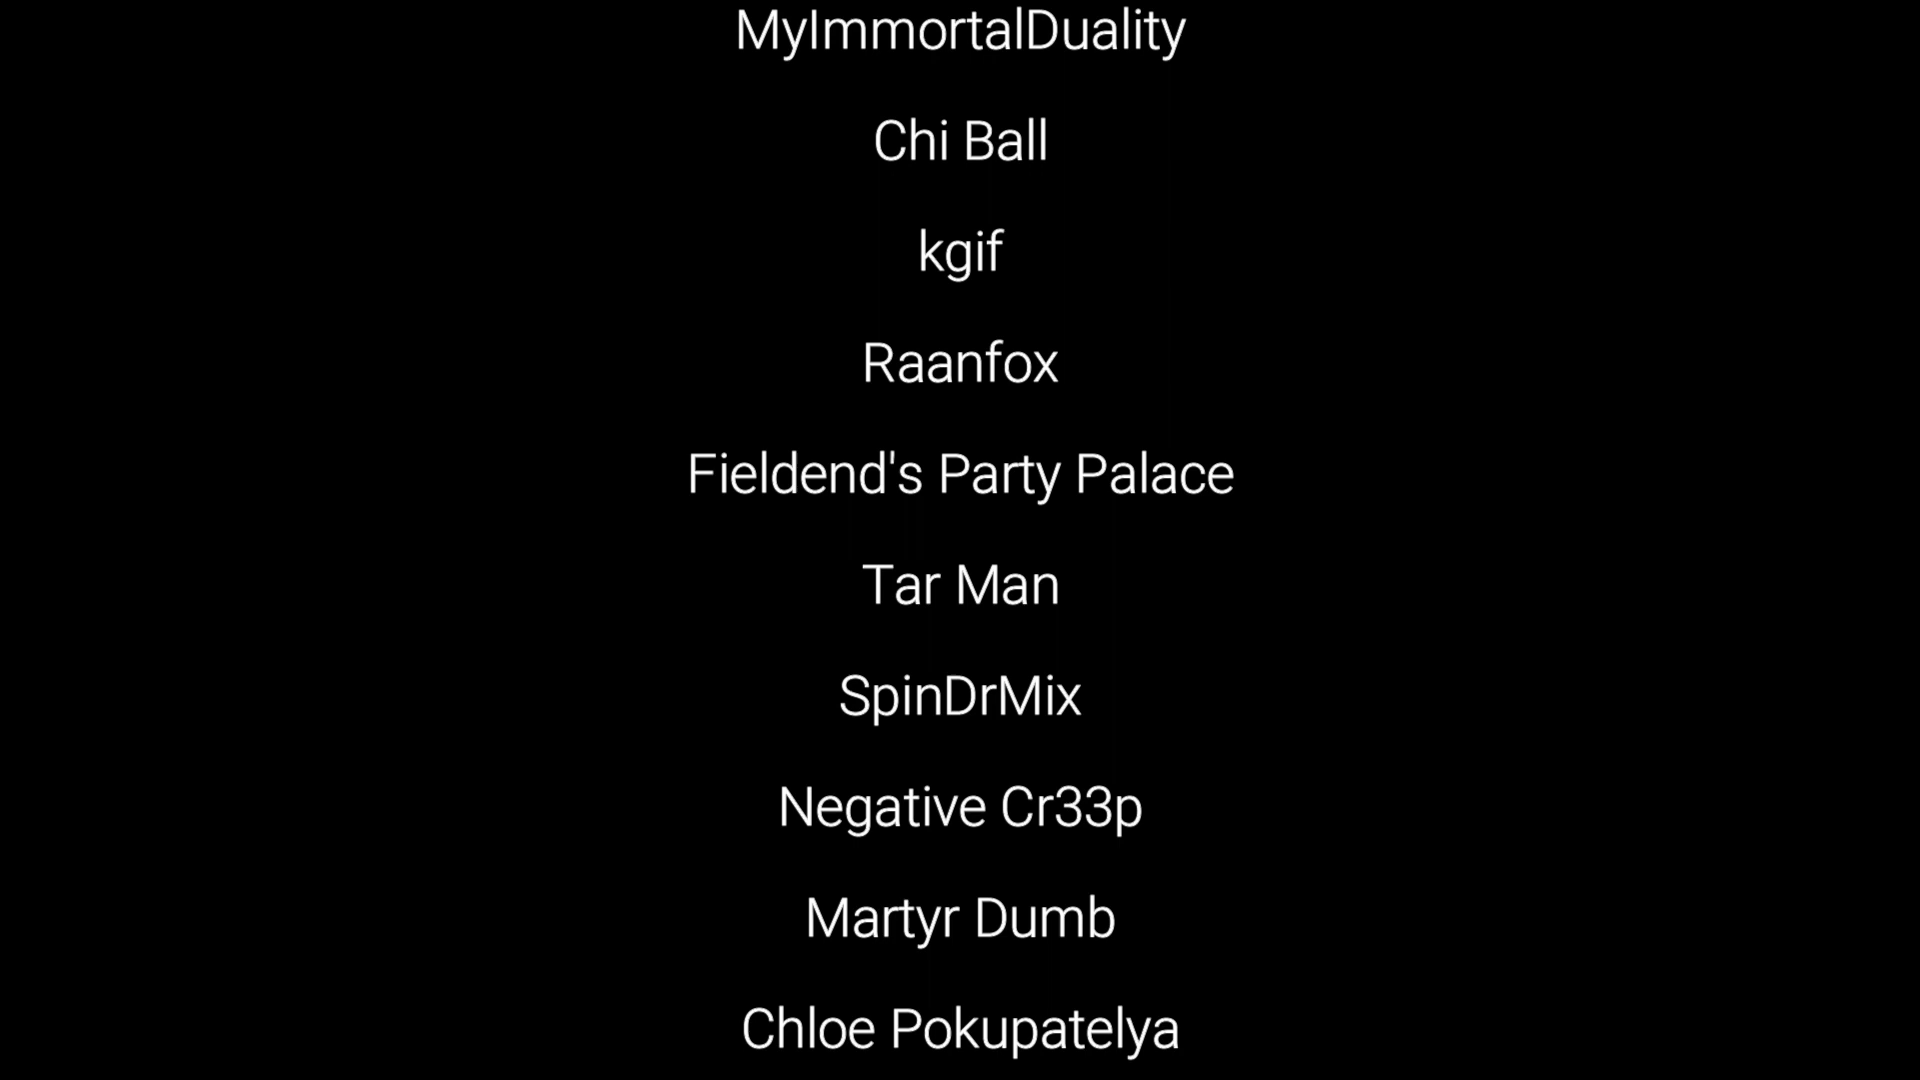 MyImmortalDuality
Chi Ball
kgif
Raanfox
Fieldend's Party Palace
Tar Man
SpinDrMix
Negative Cr33p
Martyr Dumb
Chloe Pokupatelya